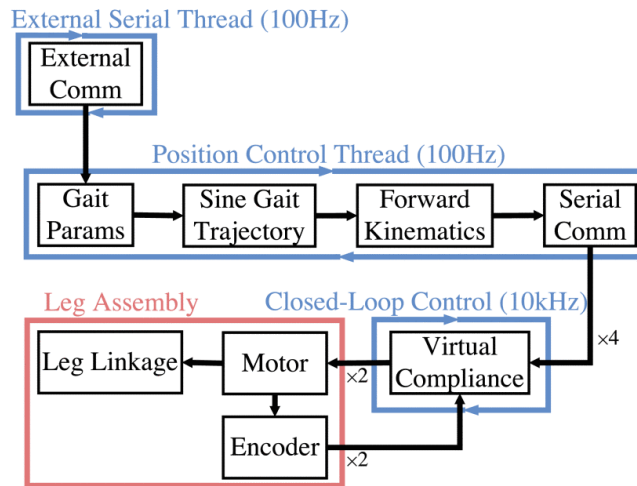 External Serial Thread (100Hz)
External
Comm
Position Control Thread (100Hz)
Gait
Params
Sine Gait
Trajectory
Forward
Kinematics
Serial
Comm
Leg Assembly
Closed-Loop Control (10kHz)
Leg Linkage
Motor
×2
Virtual
Compliance
×4
Encoder
×2